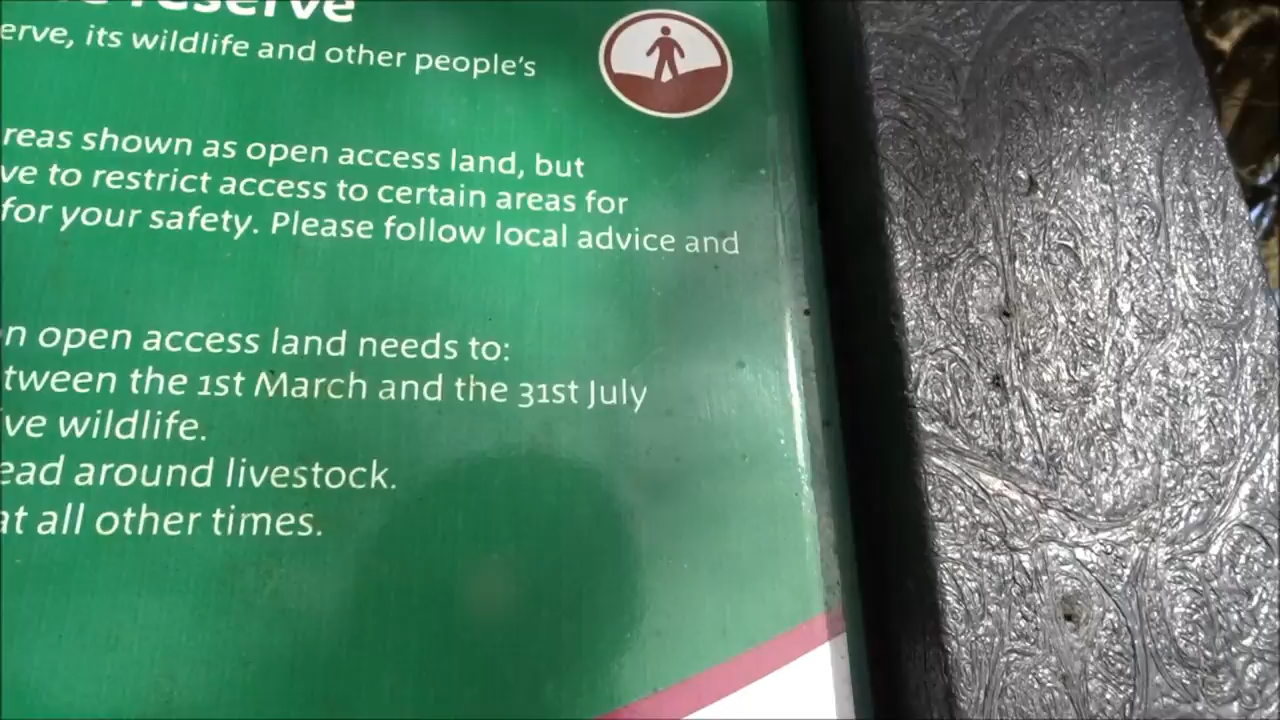 reserve
erve, its wildlife and other people's
reas shown as open access land, but
ve to restrict access to certain areas for
for your safety. Please follow local advice and
n open access land needs to:
tween the 1st March and the 31st July
ve wildlife.
ead around livestock.
at all other times.